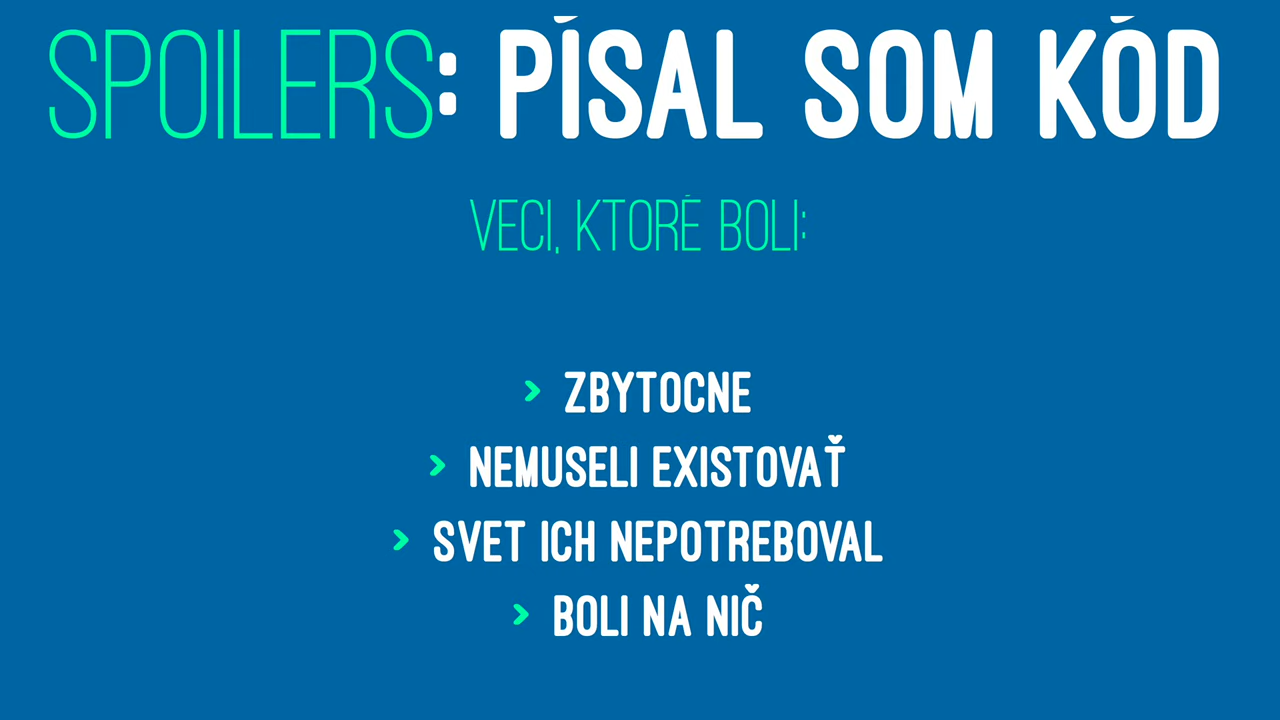 SPOILERS: PÍSAL SOM KÓD
VECI, KTORÉ BOLI:
> ZBYTOCNE
> NEMUSELI EXISTOVAŤ
> SVET ICH NEPOTREBOVAL
> BOLI NA NIČ